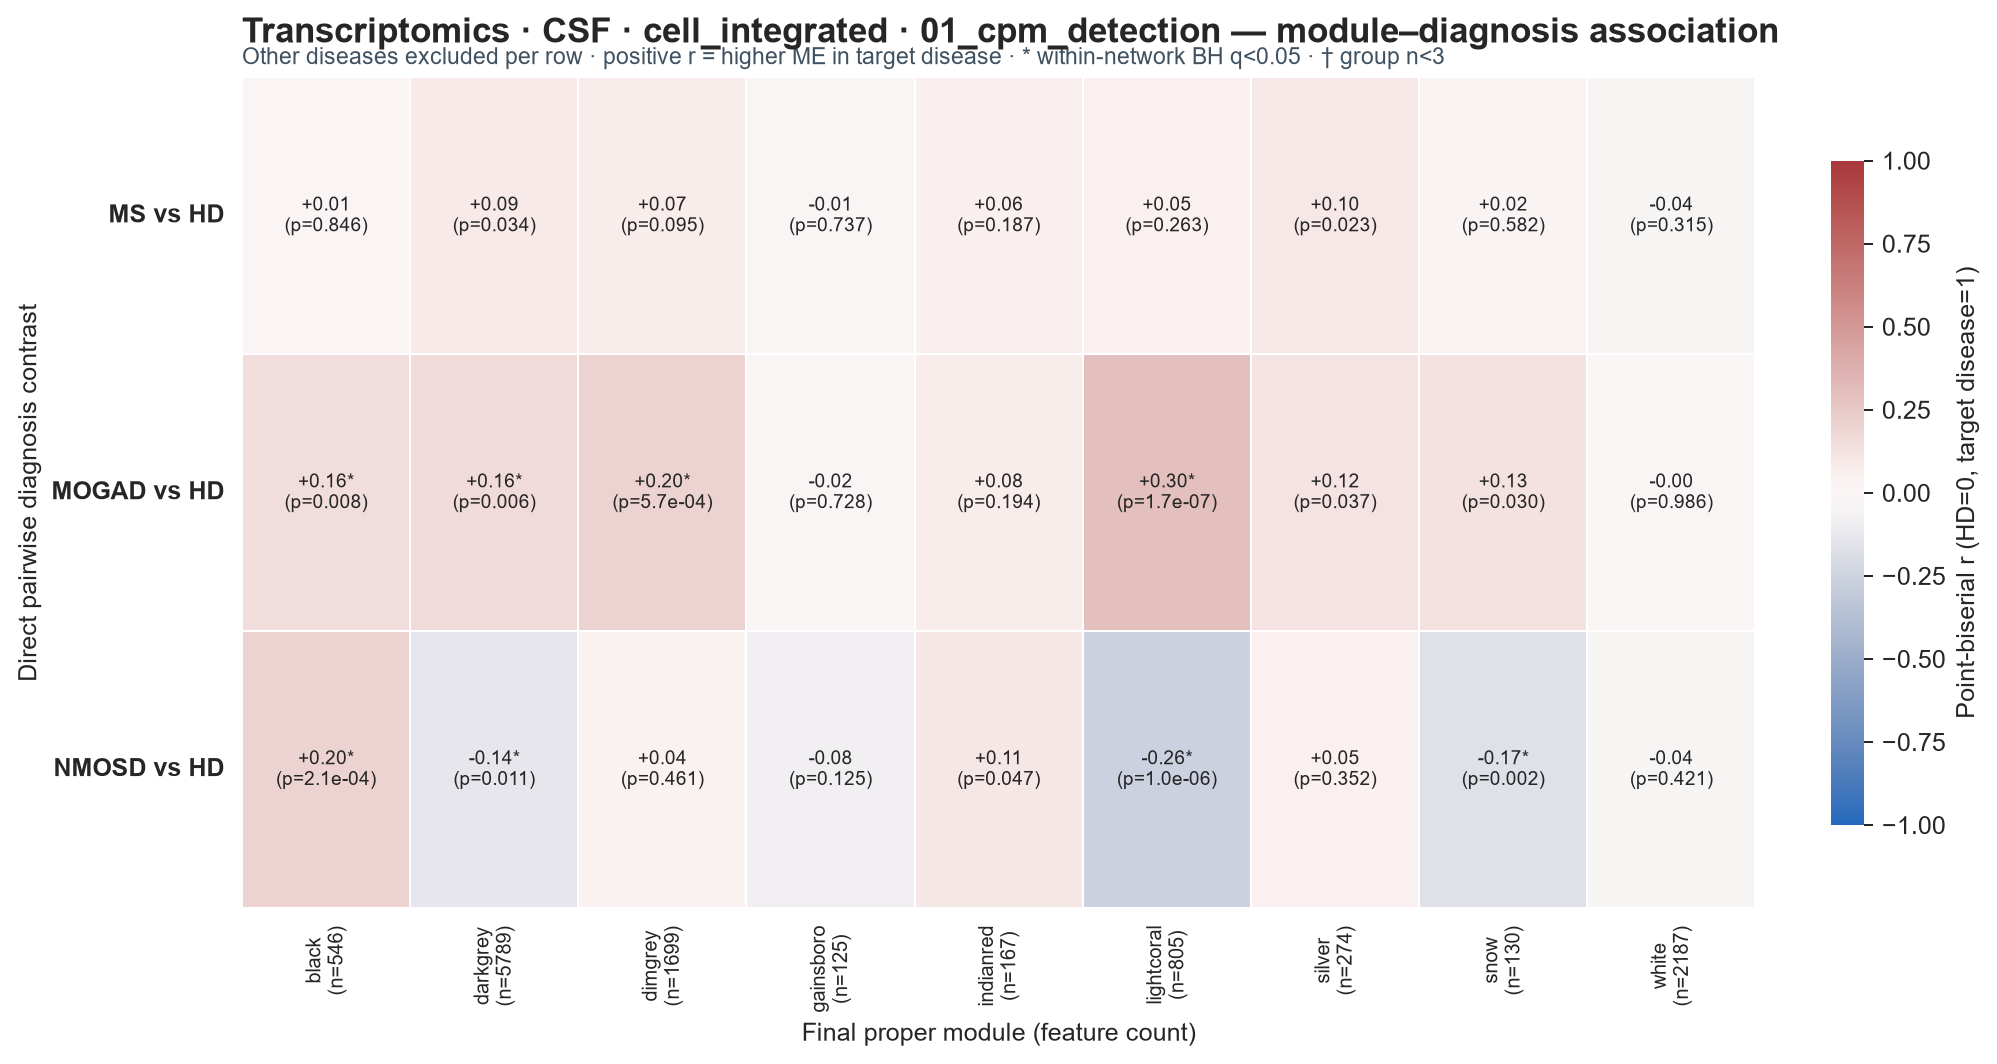 Transcriptomics · CSF · cell_integrated · 01_cpm_detection — module–diagnosis association
Other diseases excluded per row · positive r = higher ME in target disease · * within-network BH q<0.05 · † group n<3
Direct pairwise diagnosis contrast
MS vs HD
+0.01
(p=0.846)
+0.09
(p=0.034)
+0.07
(p=0.095)
-0.01
(p=0.737)
+0.06
(p=0.187)
+0.05
(p=0.263)
+0.10
(p=0.023)
+0.02
(p=0.582)
-0.04
(p=0.315)
MOGAD vs HD
+0.16*
(p=0.008)
+0.16*
(p=0.006)
+0.20*
(p=5.7e-04)
-0.02
(p=0.728)
+0.08
(p=0.194)
+0.30*
(p=1.7e-07)
+0.12
(p=0.037)
+0.13
(p=0.030)
-0.00
(p=0.986)
NMOSD vs HD
+0.20*
(p=2.1e-04)
-0.14*
(p=0.011)
+0.04
(p=0.461)
-0.08
(p=0.125)
+0.11
(p=0.047)
-0.26*
(p=1.0e-06)
+0.05
(p=0.352)
-0.17*
(p=0.002)
-0.04
(p=0.421)
black
(n=546)
darkgrey
(n=5789)
dimgrey
(n=1699)
gainsboro
(n=125)
indianred
(n=167)
lightcoral
(n=805)
silver
(n=274)
snow
(n=130)
white
(n=2187)
Final proper module (feature count)
1.00
0.75
0.50
0.25
0.00
−0.25
−0.50
−0.75
−1.00
Point-biserial r (HD=0, target disease=1)